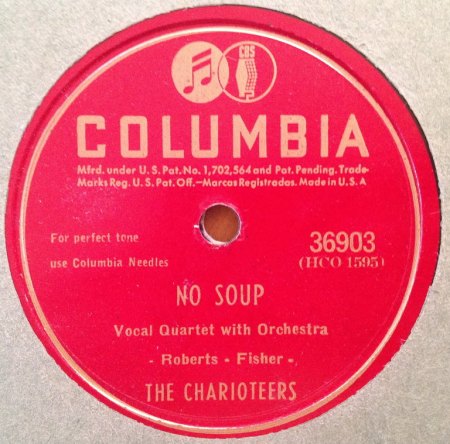 CBS
COLUMBIA
Mfrd. under U.S. Pat. No. 1,702,564 and Pat. Pending. Trade-
Marks Reg. U.S. Pat. Off.—Marcas Registradas. Made in U.S.A
For perfect tone
use Columbia Needles
36903
(HCO 1595)
NO SOUP
Vocal Quartet with Orchestra
- Roberts - Fisher -
THE CHARIOTEERS